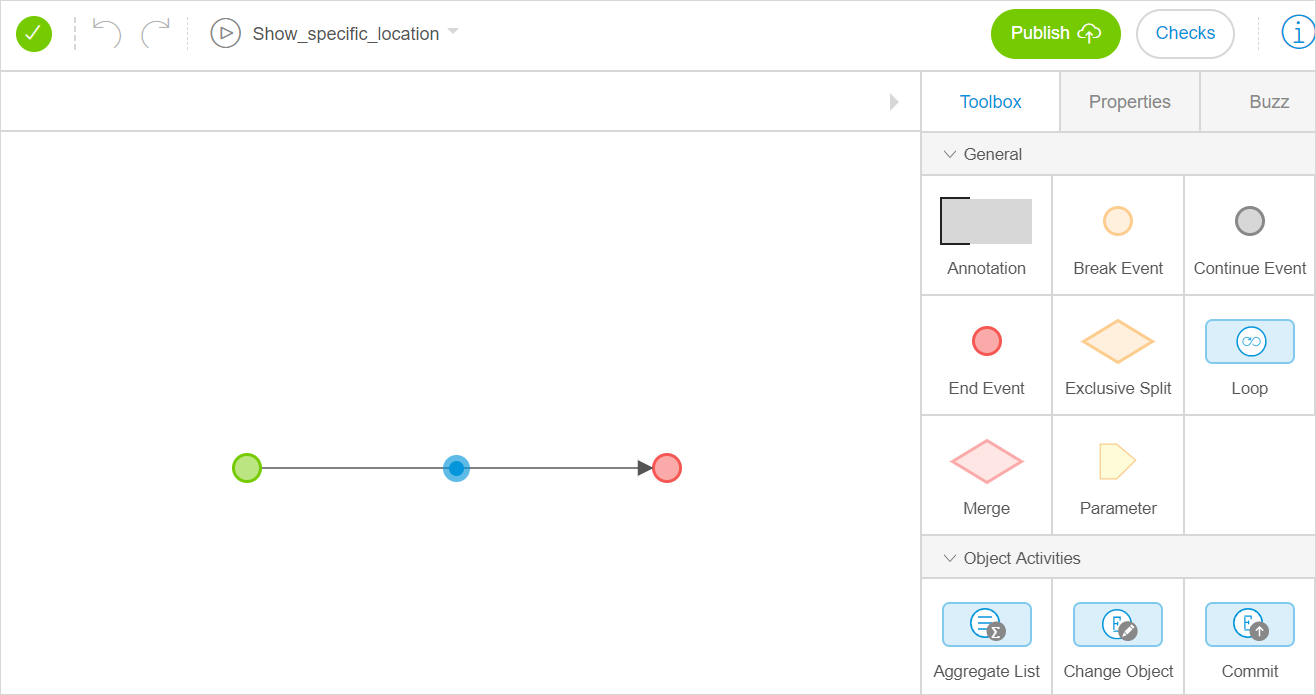 Show_specific_location
Publish
Checks
Toolbox
Properties
Buzz
General
Annotation
Break Event
Continue Event
End Event
Exclusive Split
Loop
Merge
Parameter
Object Activities
Aggregate List
Change Object
Commit